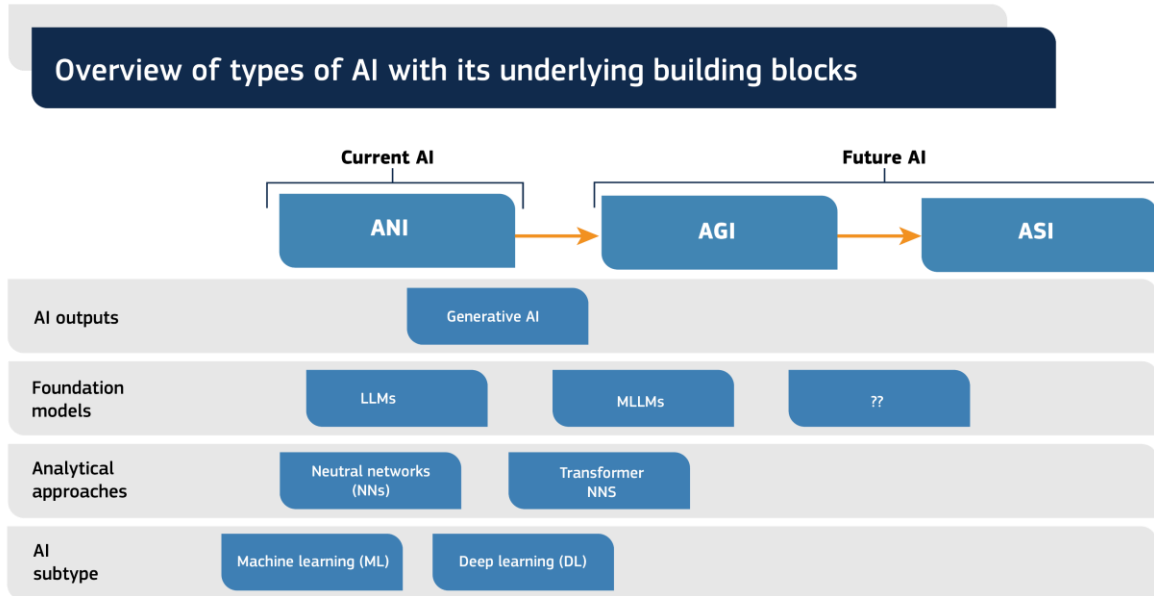 Overview of types of AI with its underlying building blocks
Current AI
Future AI
ANI
AGI
ASI
AI outputs
Generative AI
Foundation
models
LLMs
MLLMs
??
Analytical
approaches
Neutral networks
(NNs)
Transformer
NNS
AI
subtype
Machine learning (ML)
Deep learning (DL)